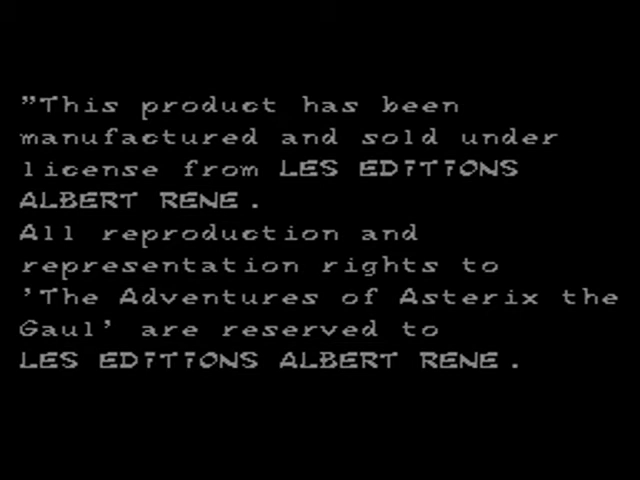 "This product has been
manufactured and sold under
license from LES EDITIONS
ALBERT RENE.
All reproduction and
representation rights to
'The Adventures of Asterix the
Gaul' are reserved to
LES EDITIONS ALBERT RENE.